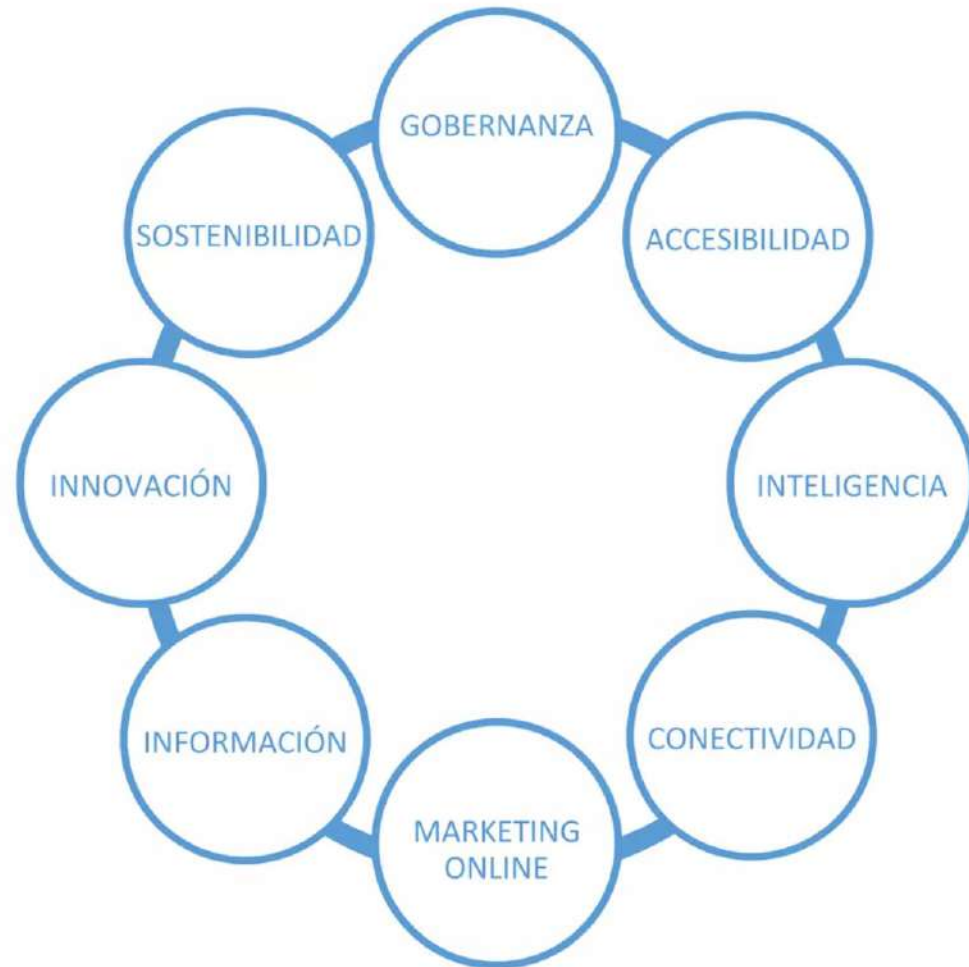 GOBERNANZA
ACCESIBILIDAD
INTELIGENCIA
CONECTIVIDAD
MARKETING
ONLINE
INFORMACIÓN
INNOVACIÓN
SOSTENIBILIDAD